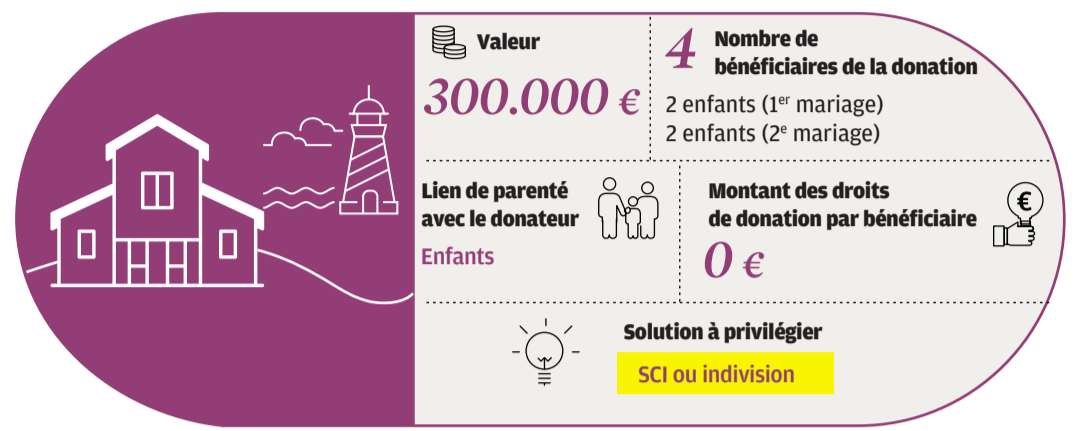 Valeur
300.000 €
4
Nombre de
bénéficiaires de la donation
2 enfants (1er mariage)
2 enfants (2e mariage)
Lien de parenté
avec le donateur
Enfants
Montant des droits
de donation par bénéficiaire
0 €
€
Solution à privilégier
SCI ou indivision